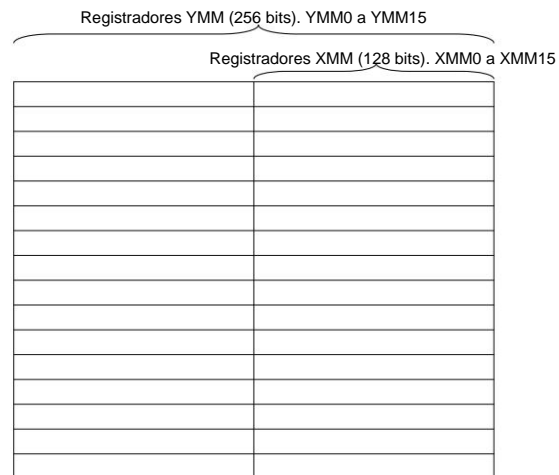 Registradores YMM (256 bits). YMM0 a YMM15
Registradores XMM (128 bits). XMM0 a XMM15